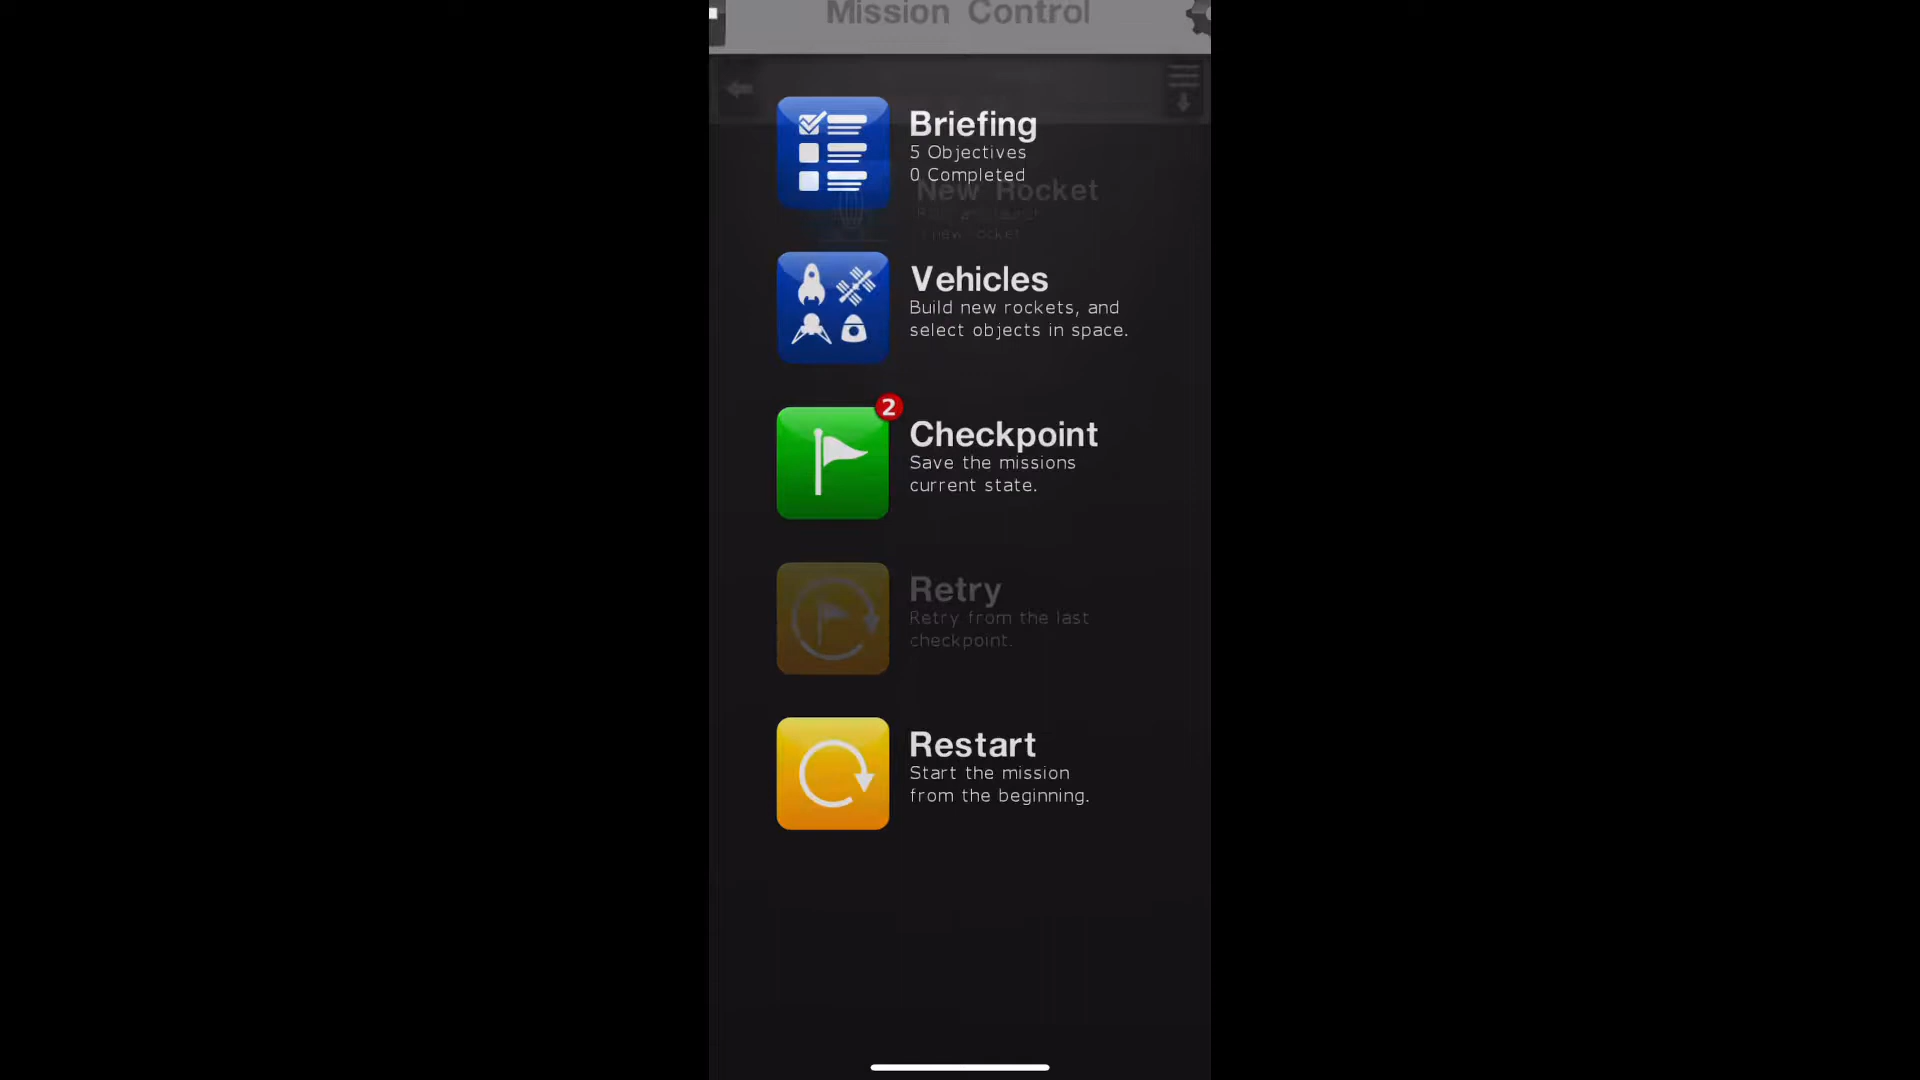 Mission Control
Briefing
5 Objectives
0 Completed
New Rocket
new rocket
Vehicles
Build new rockets, and
select objects in space.
2
Checkpoint
Save the missions
current state.
Retry
Retry from the last
checkpoint.
Restart
Start the mission
from the beginning.